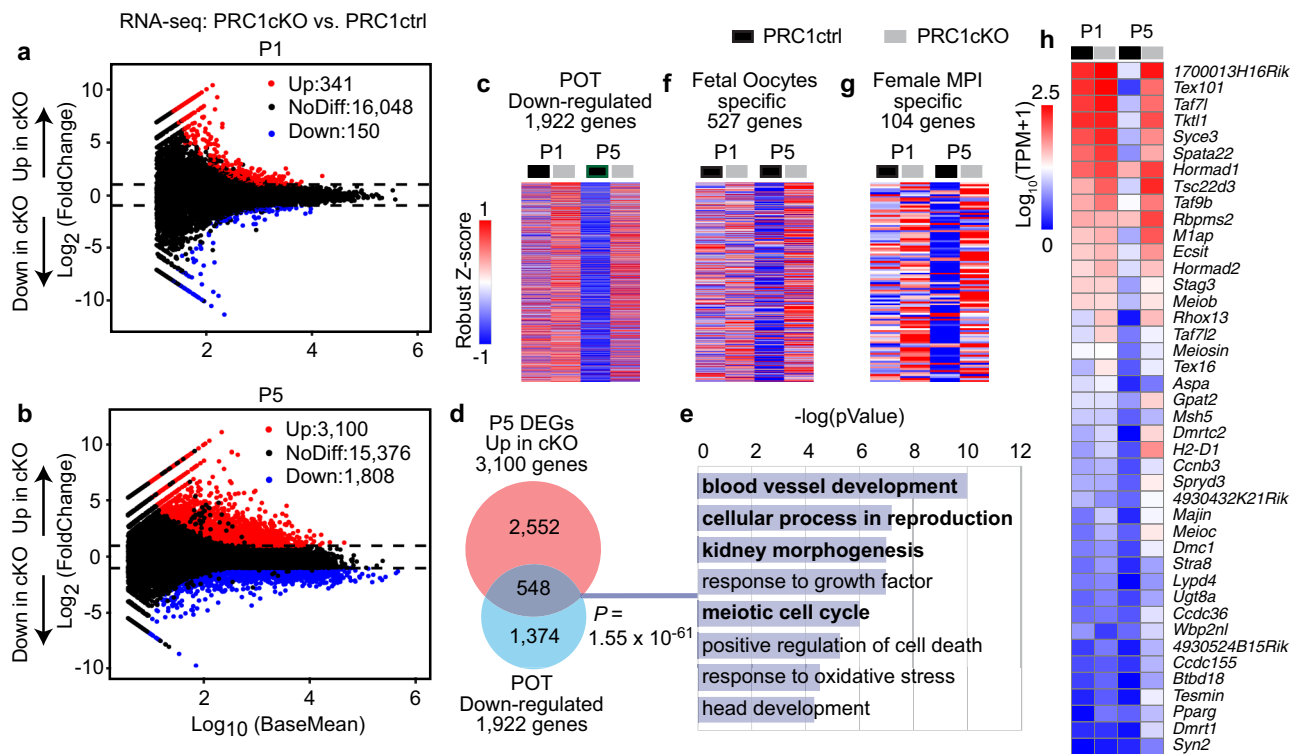 RNA-seq: PRC1cKO vs. PRC1ctrl
a
P1
Up:341
NoDiff:16,048
Down:150
Down in cKO Up in cKO
Log2 (FoldChange)
10
5
0
-5
-10
2 4 6
b
P5
Up:3,100
NoDiff:15,376
Down:1,808
Down in cKO Up in cKO
Log2 (FoldChange)
10
5
0
-5
-10
2 4 6
Log10 (BaseMean)
PRC1ctrl PRC1cKO
c
POT
Down-regulated
1,922 genes
P1 P5
Robust Z-score
1
-1
f
Fetal Oocytes
specific
527 genes
P1 P5
g
Female MPI
specific
104 genes
P1 P5
d
P5 DEGs
Up in cKO
3,100 genes
2,552
548
1,374
P =
1.55 x 10-61
POT
Down-regulated
1,922 genes
e
-log(pValue)
0 2 4 6 8 10 12
blood vessel development
cellular process in reproduction
kidney morphogenesis
response to growth factor
meiotic cell cycle
positive regulation of cell death
response to oxidative stress
head development
h
P1 P5
2.5
Log10(TPM+1)
0
1700013H16Rik
Tex101
Taf7l
Tktl1
Syce3
Spata22
Hormad1
Tsc22d3
Taf9b
Rbpms2
M1ap
Ecsit
Hormad2
Stag3
Meiob
Rhox13
Taf7l2
Meiosin
Tex16
Aspa
Gpat2
Msh5
Dmrtc2
H2-D1
Ccnb3
Spryd3
4930432K21Rik
Majin
Meioc
Dmc1
Stra8
Lypd4
Ugt8a
Ccdc36
Wbp2nl
4930524B15Rik
Ccdc155
Btbd18
Tesmin
Pparg
Dmrt1
Syn2